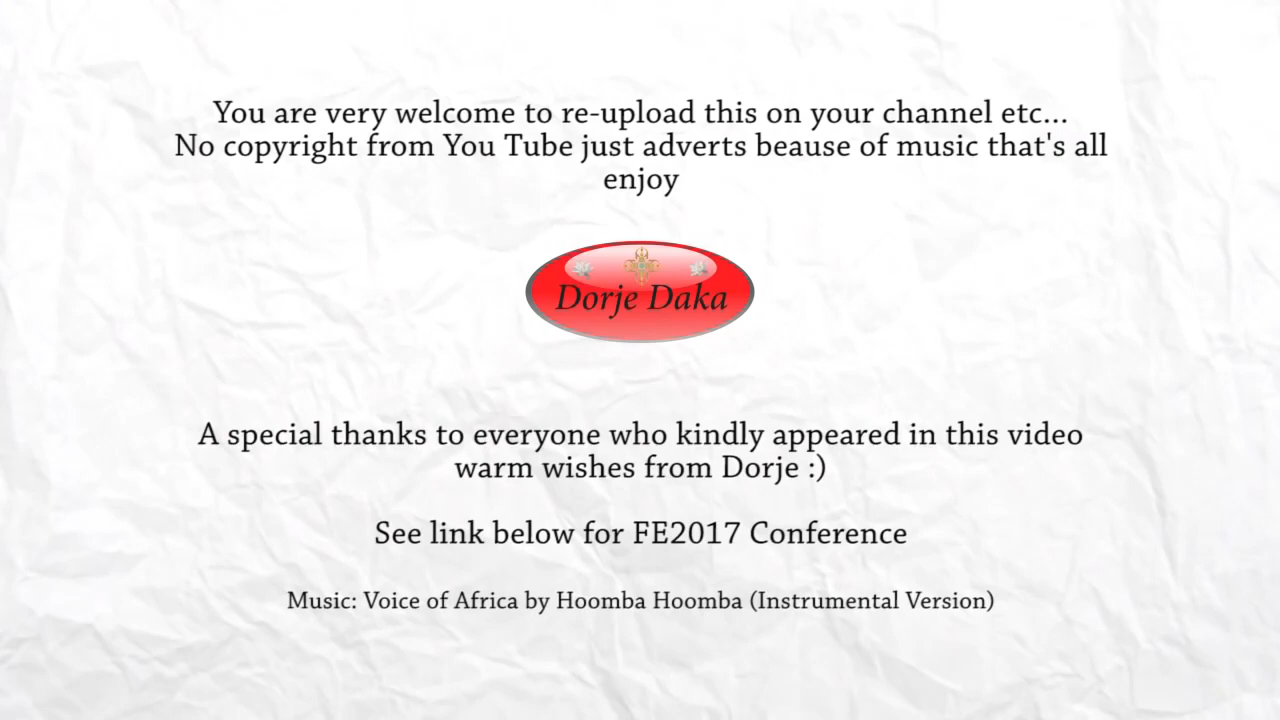 You are very welcome to re-upload this on your channel etc...
No copyright from You Tube just adverts beause of music that's all
enjoy
Dorje Daka
A special thanks to everyone who kindly appeared in this video
warm wishes from Dorje :)
See link below for FE2017 Conference
Music: Voice of Africa by Hoomba Hoomba (Instrumental Version)